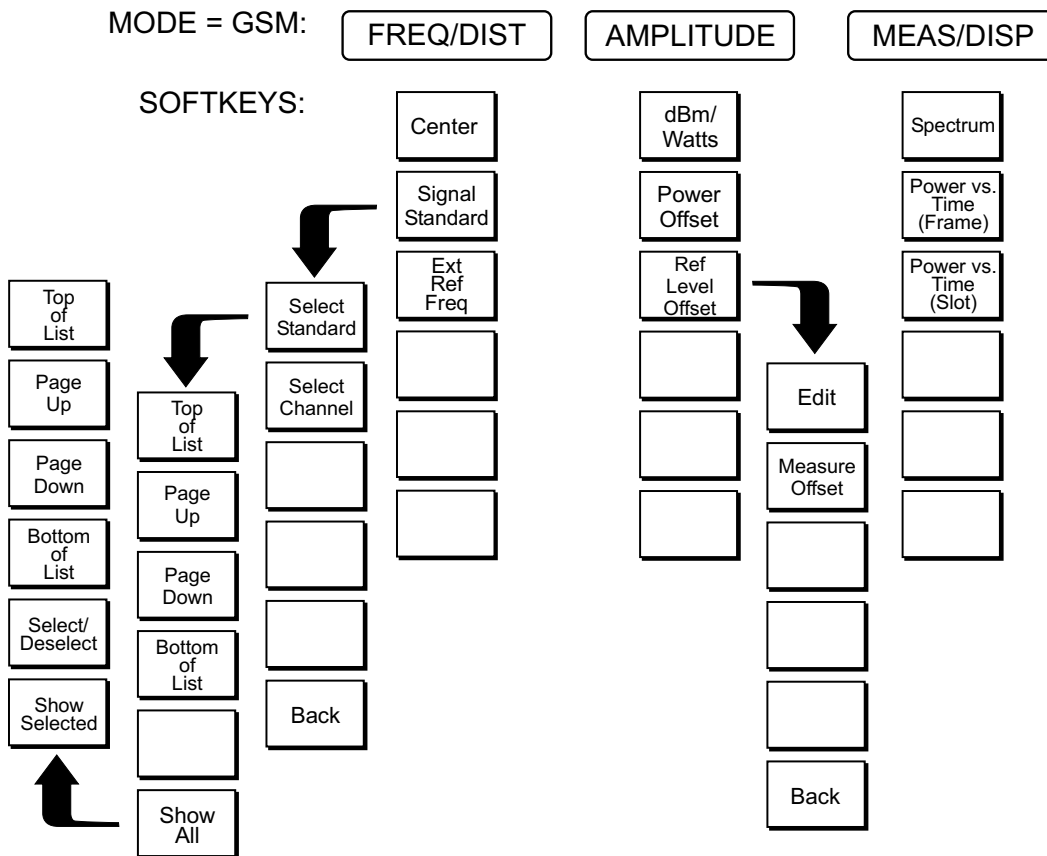 MODE = GSM:
FREQ/DIST
AMPLITUDE
MEAS/DISP
SOFTKEYS:
Center
Signal
Standard
Ext
Ref
Freq
Select
Standard
Select
Channel
Back
Top
of
List
Page
Up
Page
Down
Bottom
of
List
Show
All
Top
of
List
Page
Up
Page
Down
Bottom
of
List
Select/
Deselect
Show
Selected
dBm/
Watts
Power
Offset
Ref
Level
Offset
Edit
Measure
Offset
Back
Spectrum
Power vs.
Time
(Frame)
Power vs.
Time
(Slot)